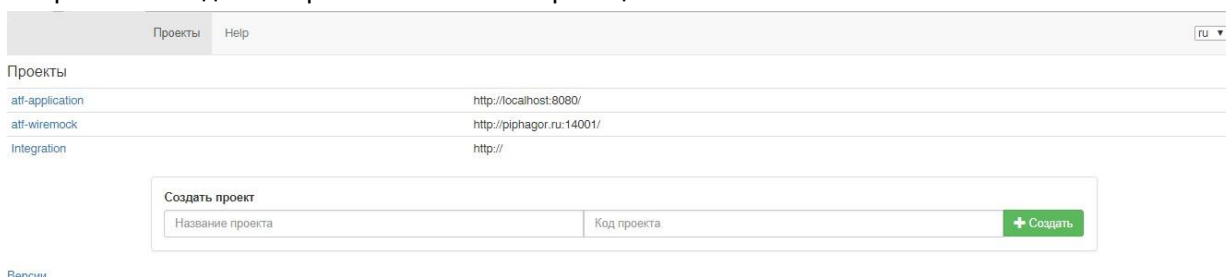 Проекты Help ru
Проекты
atf-application http://localhost:8080/
atf-wiremock http://piphagor.ru:14001/
Integration http://
Создать проект
Название проекта Код проекта Создать
Версии